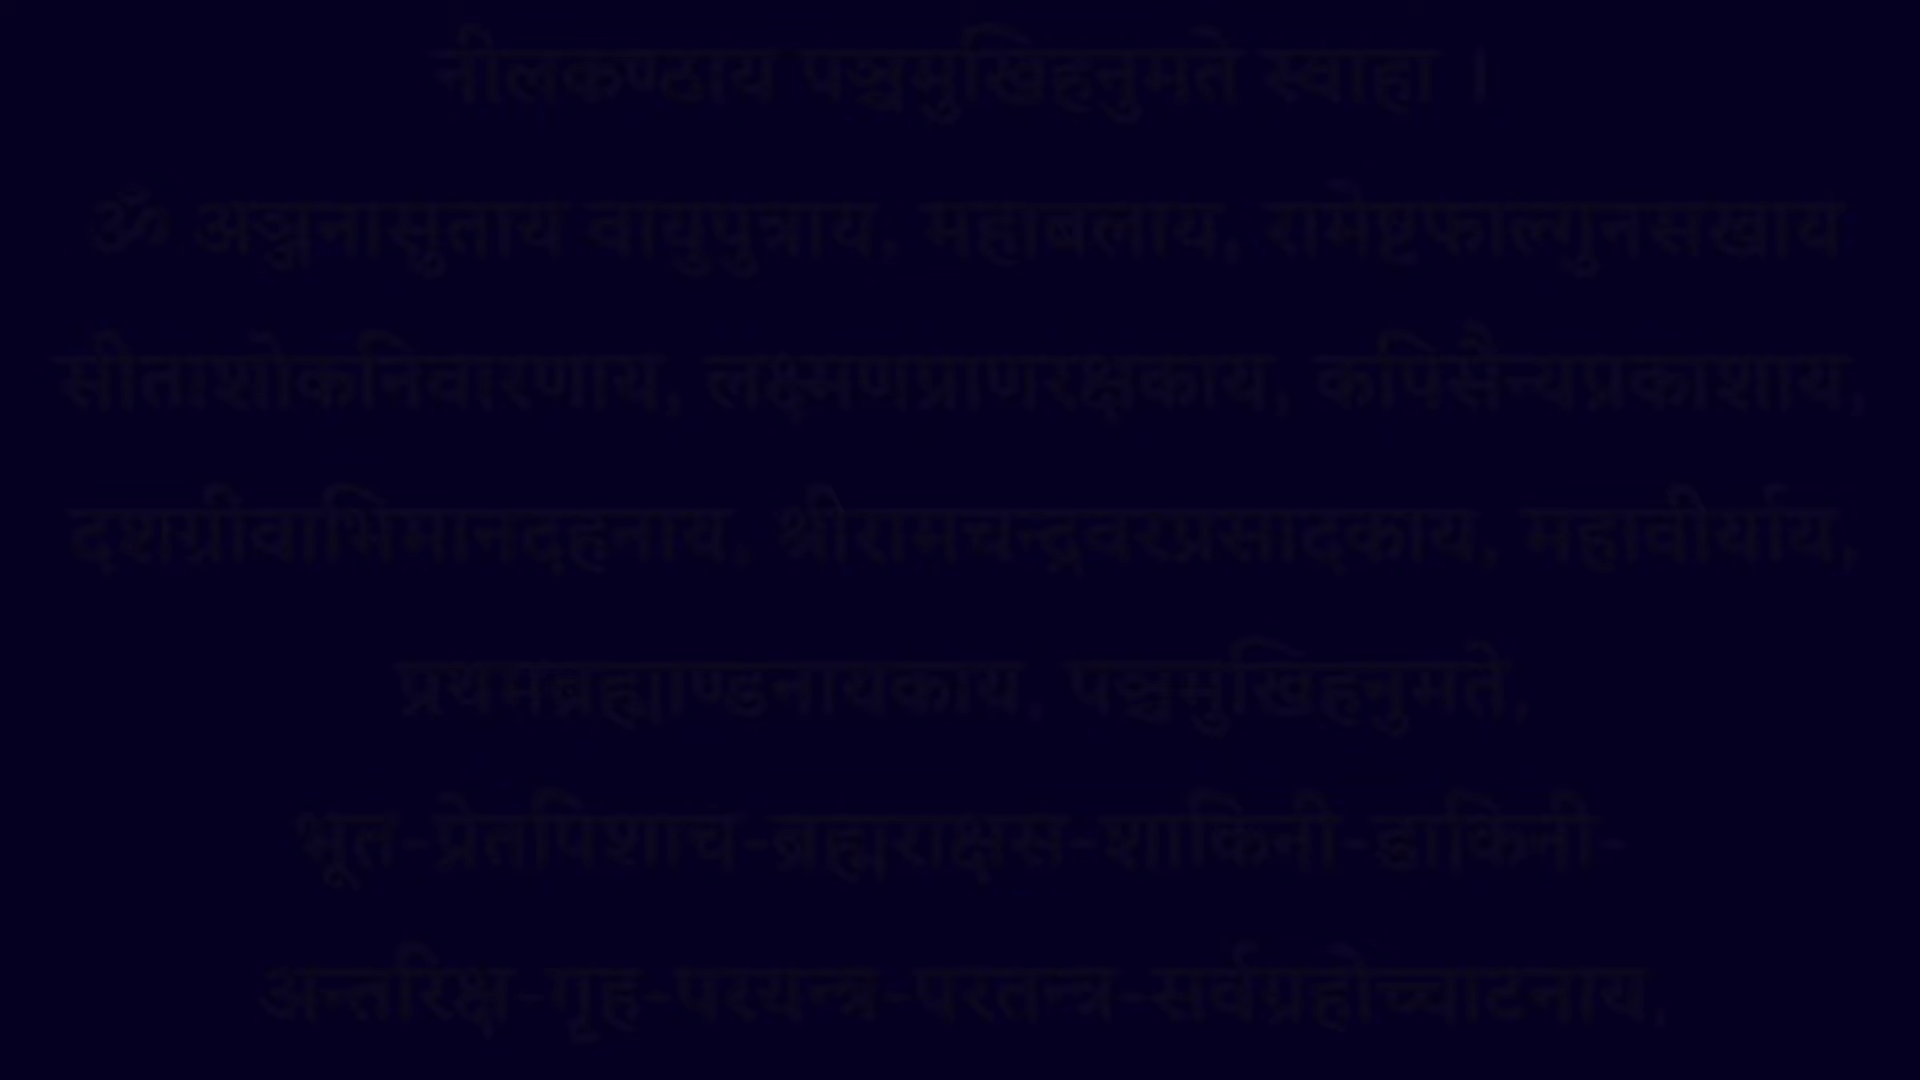 नीलकण्ठाय पञ्चमुखिहनुमते स्वाहा ।
ॐ अञ्जनासुताय वायुपुत्राय, महाबलाय, रामेष्टफाल्गुनसखाय
सीताशोकनिवारणाय, लक्ष्मणप्राणरक्षकाय, कपिसैन्यप्रकाशाय,
दशग्रीवाभिमानदहनाय, श्रीरामचन्द्रवरप्रसादकाय, महावीर्याय,
प्रथमब्रह्माण्डनायकाय, पञ्चमुखिहनुमते,
भूत-प्रेतपिशाच-ब्रह्मराक्षस-शाकिनी-डाकिनी-
अन्तरिक्ष-गृह-परयन्त्र-परतन्त्र-सर्वग्रहोच्चाटनाय,